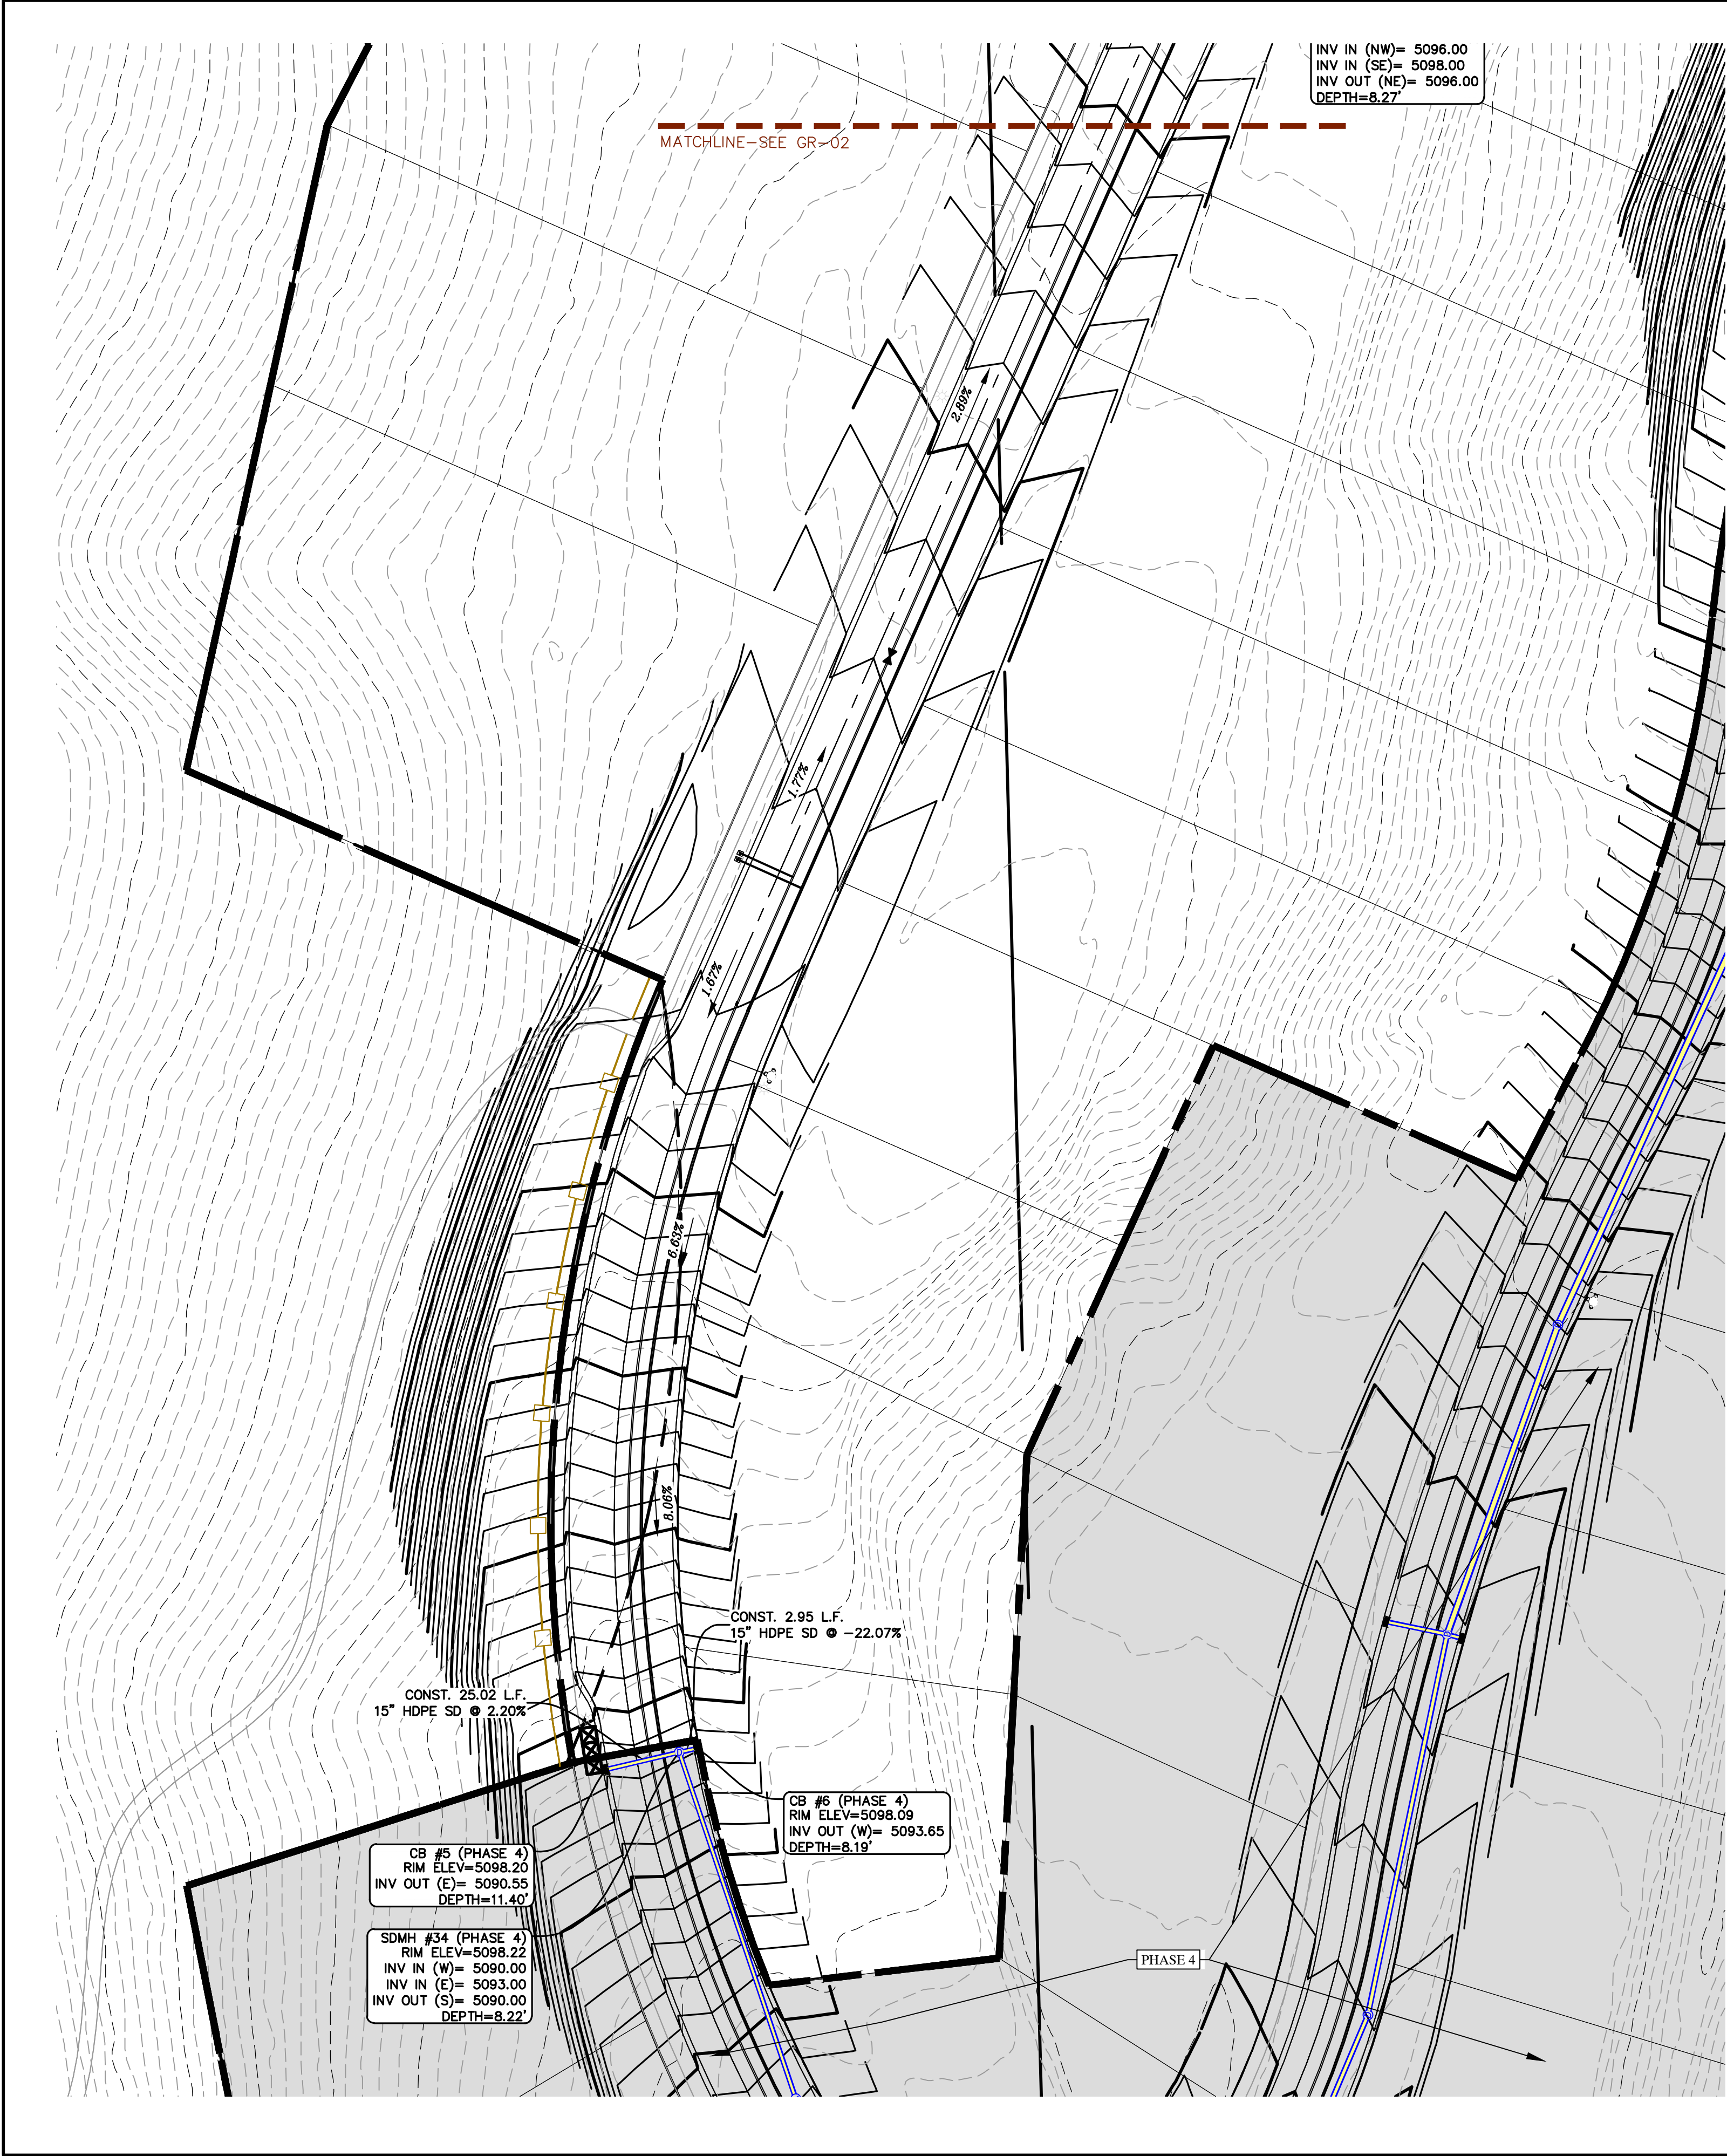 INV IN (NW)= 5096.00
INV IN (SE)= 5098.00
INV OUT (NE)= 5096.00
DEPTH=8.27'
MATCHLINE-SEE GR-02
2.89%
1.77%
1.67%
6.63%
8.06%
CONST. 2.95 L.F.
15" HDPE SD @ -22.07%
CONST. 25.02 L.F.
15" HDPE SD @ 2.20%
CB #6 (PHASE 4)
RIM ELEV=5098.09
INV OUT (W)= 5093.65
DEPTH=8.19'
CB #5 (PHASE 4)
RIM ELEV=5098.20
INV OUT (E)= 5090.55
DEPTH=11.40'
SDMH #34 (PHASE 4)
RIM ELEV=5098.22
INV IN (W)= 5090.00
INV IN (E)= 5093.00
INV OUT (S)= 5090.00
DEPTH=8.22'
PHASE 4